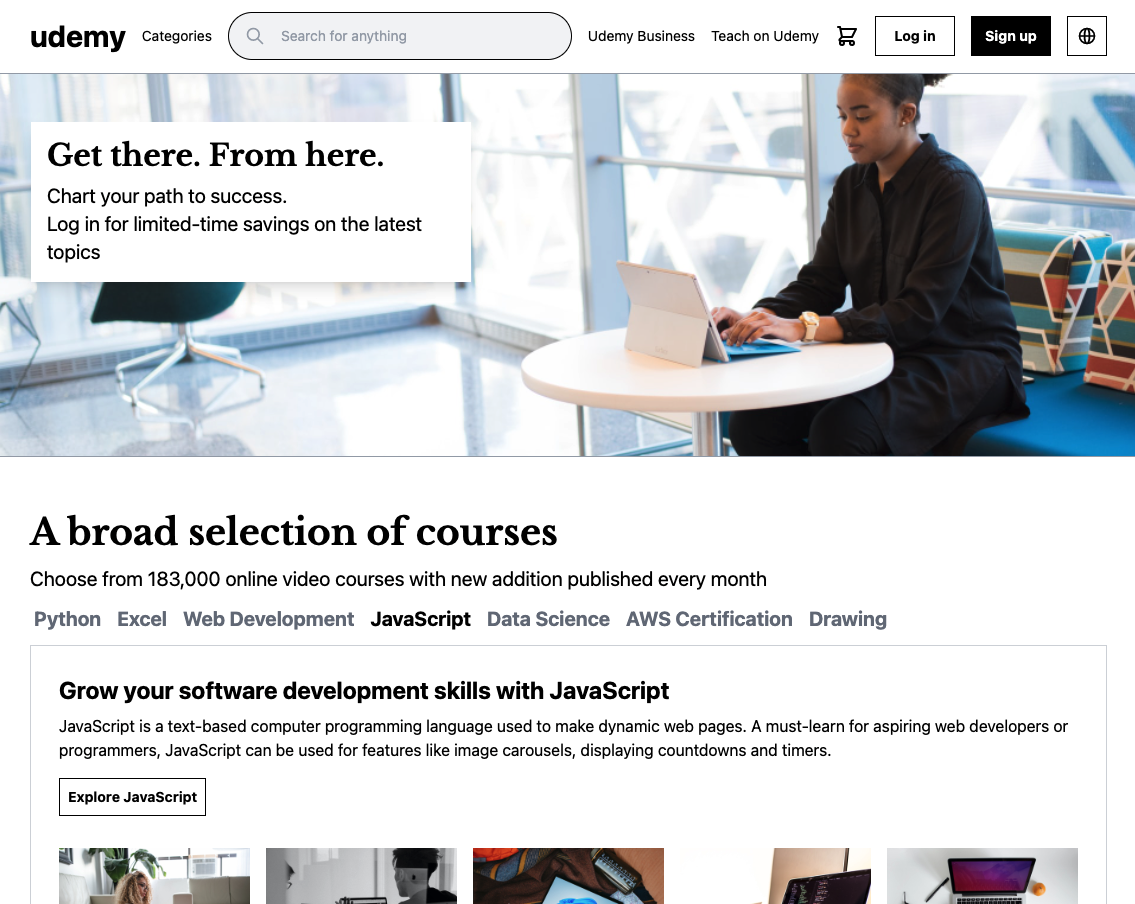 udemy
Categories
Search for anything
Udemy Business
Teach on Udemy
Log in
Sign up
Get there. From here.
Chart your path to success.
Log in for limited-time savings on the latest
topics
A broad selection of courses
Choose from 183,000 online video courses with new addition published every month
Python
Excel
Web Development
JavaScript
Data Science
AWS Certification
Drawing
Grow your software development skills with JavaScript
JavaScript is a text-based computer programming language used to make dynamic web pages. A must-learn for aspiring web developers or
programmers, JavaScript can be used for features like image carousels, displaying countdowns and timers.
Explore JavaScript